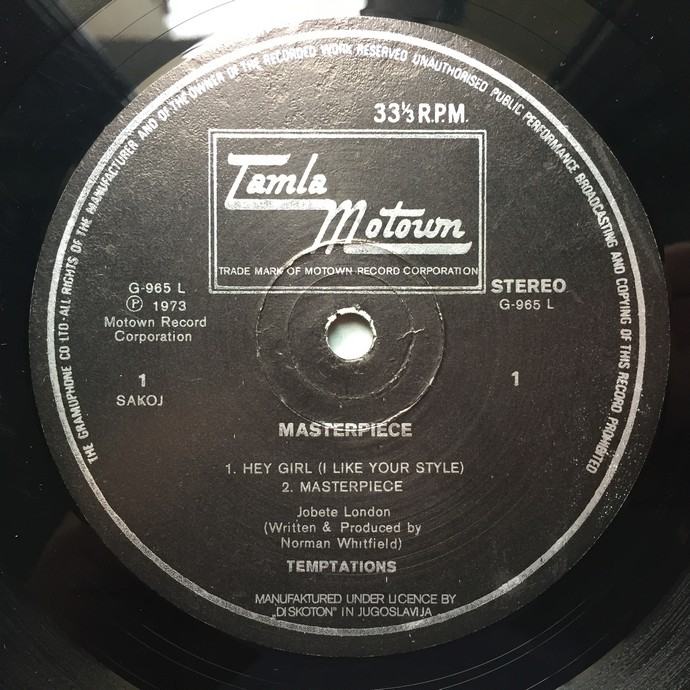 THE GRAMUPHONE CO LTD-ALL RIGHTS OF THE MANUFACTURER AND OF THE OWNER OF THE RECORDED WORK RESERVED UNAUTHORISED PUBLIC PERFORMANCE BROADCASTING AND COPYING OF THIS RECORD PROHIBITED
33⅓ R.P.M.
Tamla
Motown
TRADE MARK OF MOTOWN RECORD CORPORATION
G-965 L
Ⓟ 1973
Motown Record
Corporation
STEREO
G-965 L
1
SAKOJ
1
MASTERPIECE
1. HEY GIRL (I LIKE YOUR STYLE)
2. MASTERPIECE
Jobete London
(Written & Produced by
Norman Whitfield)
TEMPTATIONS
MANUFAKTURED UNDER LICENCE BY
„DISKOTON" IN JUGOSLAVIJA